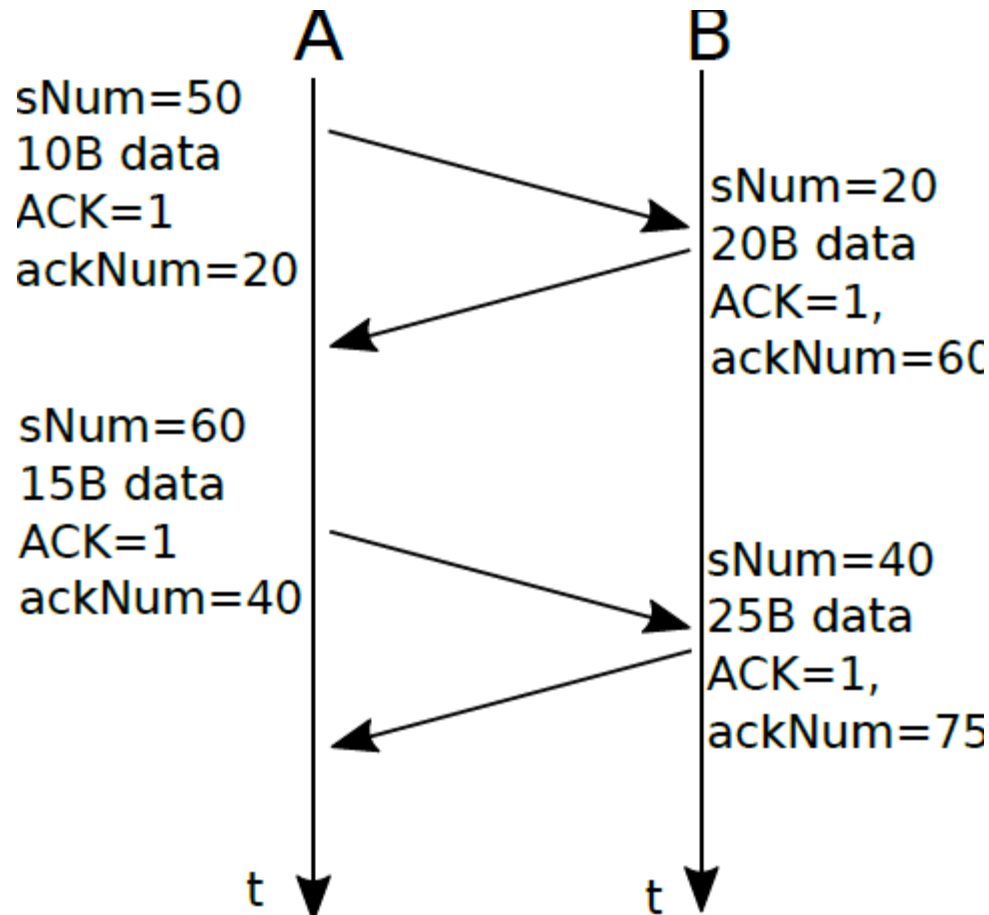 A
B
sNum=50
10B data
ACK=1
ackNum=20
sNum=20
20B data
ACK=1,
ackNum=60
sNum=60
15B data
ACK=1
ackNum=40
sNum=40
25B data
ACK=1,
ackNum=75
t
t